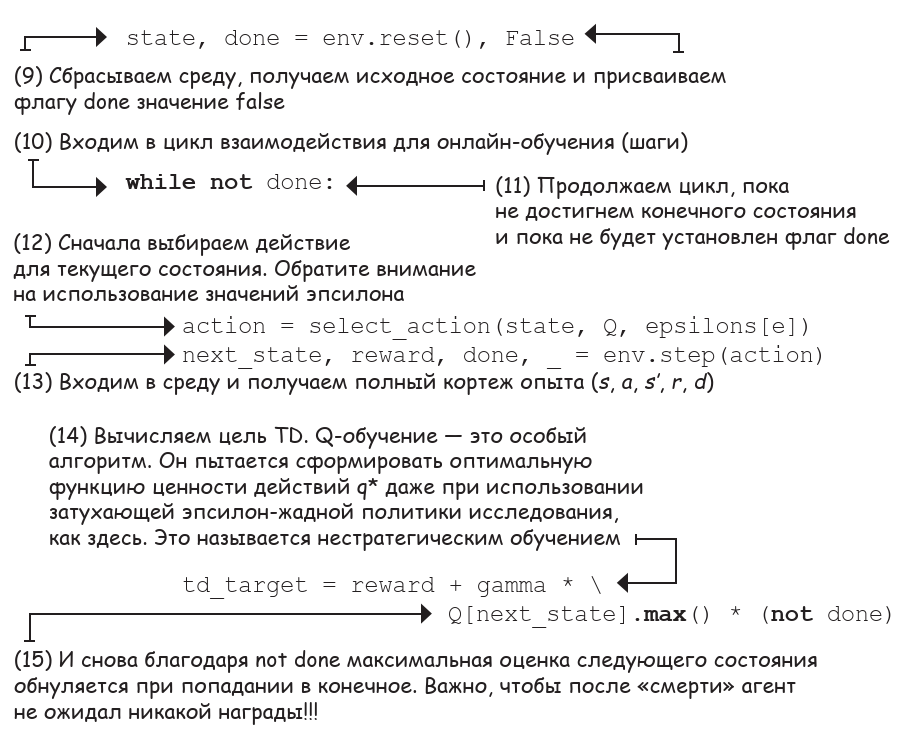 state, done = env.reset(), False
(9) Сбрасываем среду, получаем исходное состояние и присваиваем
флагу done значение false
(10) Входим в цикл взаимодействия для онлайн-обучения (шаги)
while not done:
(11) Продолжаем цикл, пока
не достигнем конечного состояния
и пока не будет установлен флаг done
(12) Сначала выбираем действие
для текущего состояния. Обратите внимание
на использование значений эпсилона
action = select_action(state, Q, epsilons[e])
next_state, reward, done, _ = env.step(action)
(13) Входим в среду и получаем полный кортеж опыта (s, a, s′, r, d)
(14) Вычисляем цель TD. Q-обучение — это особый
алгоритм. Он пытается сформировать оптимальную
функцию ценности действий q* даже при использовании
затухающей эпсилон-жадной политики исследования,
как здесь. Это называется нестратегическим обучением
td_target = reward + gamma * \
Q[next_state].max() * (not done)
(15) И снова благодаря not done максимальная оценка следующего состояния
обнуляется при попадании в конечное. Важно, чтобы после «смерти» агент
не ожидал никакой награды!!!